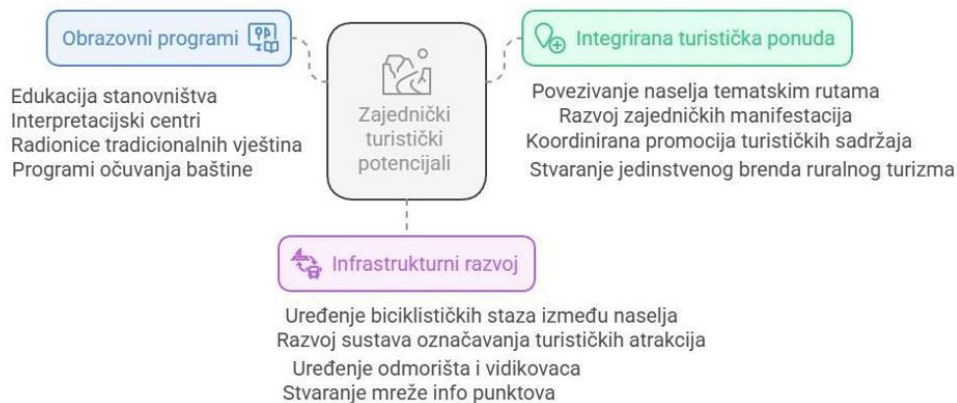 Obrazovni programi
Edukacija stanovništva
Interpretacijski centri
Radionice tradicionalnih vještina
Programi očuvanja baštine
Zajednički
turistički
potencijali
Integrirana turistička ponuda
Povezivanje naselja tematskim rutama
Razvoj zajedničkih manifestacija
Koordinirana promocija turističkih sadržaja
Stvaranje jedinstvenog brenda ruralnog turizma
Infrastrukturni razvoj
Uređenje biciklističkih staza između naselja
Razvoj sustava označavanja turističkih atrakcija
Uređenje odmorišta i vidikovaca
Stvaranje mreže info punktova